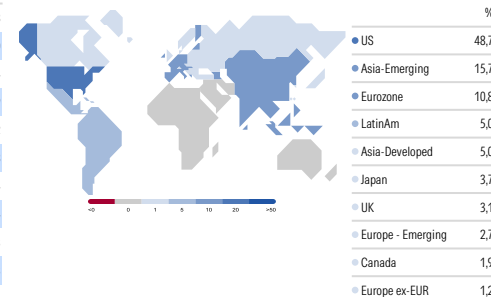 %
US 48,7
Asia-Emerging 15,7
Eurozone 10,8
LatinAm 5,0
Asia-Developed 5,0
Japan 3,7
UK 3,1
Europe - Emerging 2,7
Canada 1,9
Europe ex-EUR 1,2
<0 0 1 5 10 20 >50